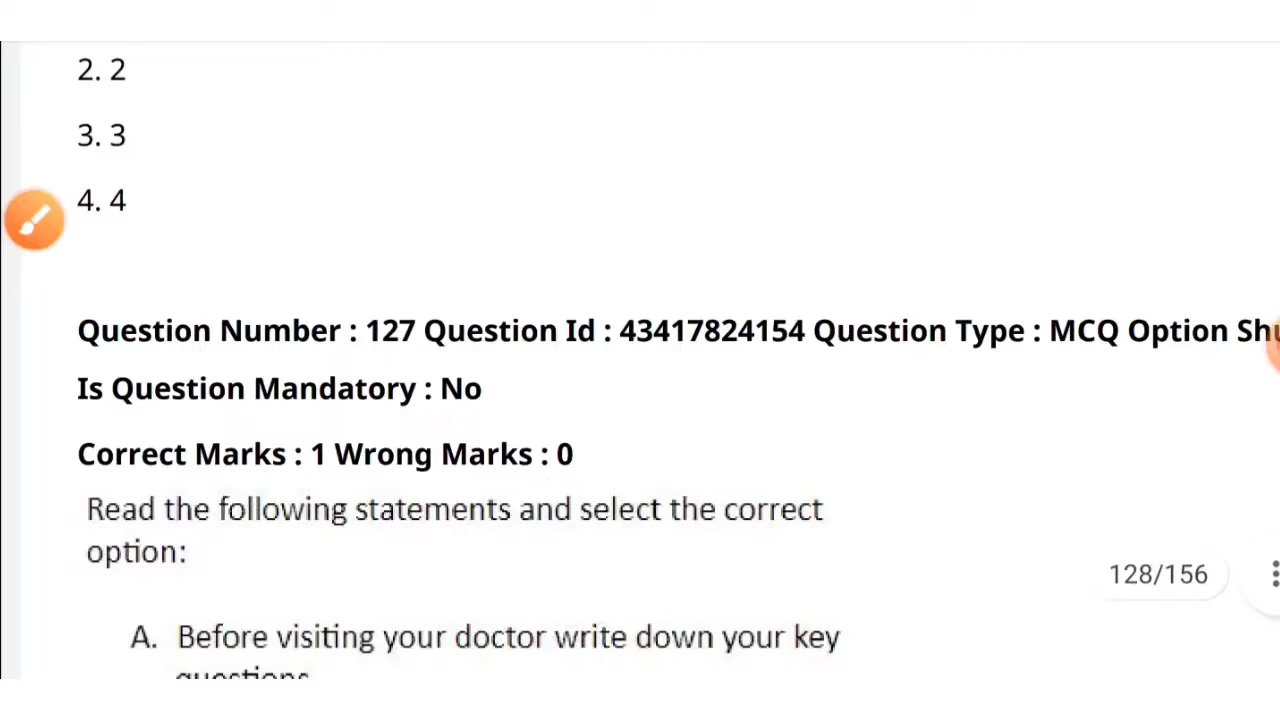 2. 2
3. 3
4. 4
Question Number : 127 Question Id : 43417824154 Question Type : MCQ Option
Is Question Mandatory : No
Correct Marks : 1 Wrong Marks : 0
Read the following statements and select the correct
option:
128/156
A. Before visiting your doctor write down your key
questions